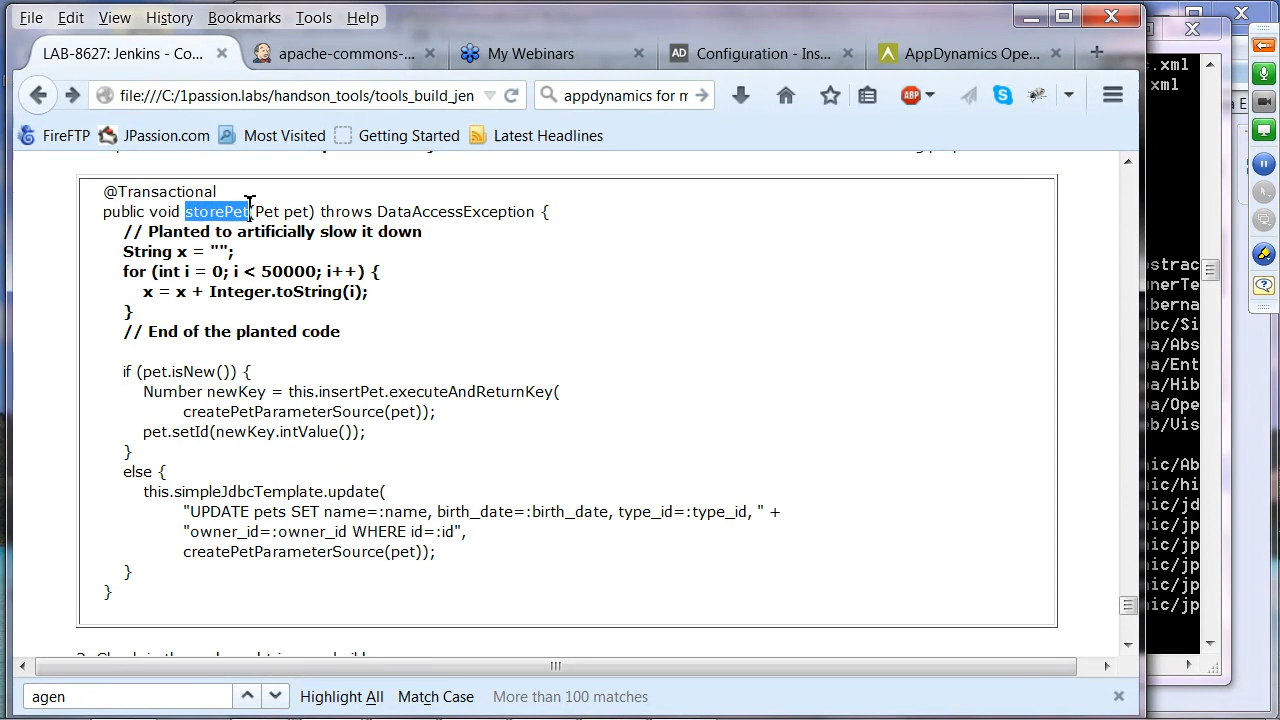 File Edit View History Bookmarks Tools Help
LAB-8627: Jenkins - Co... apache-commons-... My Webinars AD Configuration - Ins... AppDynamics Ope...
file:///C:/1passion.labs/handson_tools/tools_build_jen appdynamics for m ABP
FireFTP JPassion.com Most Visited Getting Started Latest Headlines
@Transactional
public void storePet(Pet pet) throws DataAccessException {
// Planted to artificially slow it down
String x = "";
for (int i = 0; i < 50000; i++) {
x = x + Integer.toString(i);
}
// End of the planted code
if (pet.isNew()) {
Number newKey = this.insertPet.executeAndReturnKey(
createPetParameterSource(pet));
pet.setId(newKey.intValue());
}
else {
this.simpleJdbcTemplate.update(
"UPDATE pets SET name=:name, birth_date=:birth_date, type_id=:type_id, " +
"owner_id=:owner_id WHERE id=:id",
createPetParameterSource(pet));
}
}
agen Highlight All Match Case More than 100 matches
s.xml
xml
strac
nerTe
berna
bc/Si
a/Abs
a/Ent
a/Hib
a/Ope
b/Vis
ic/Ab
ic/hi
ic/jd
ic/jp
ic/jp
ic/jp
ic/jp
ic/jp